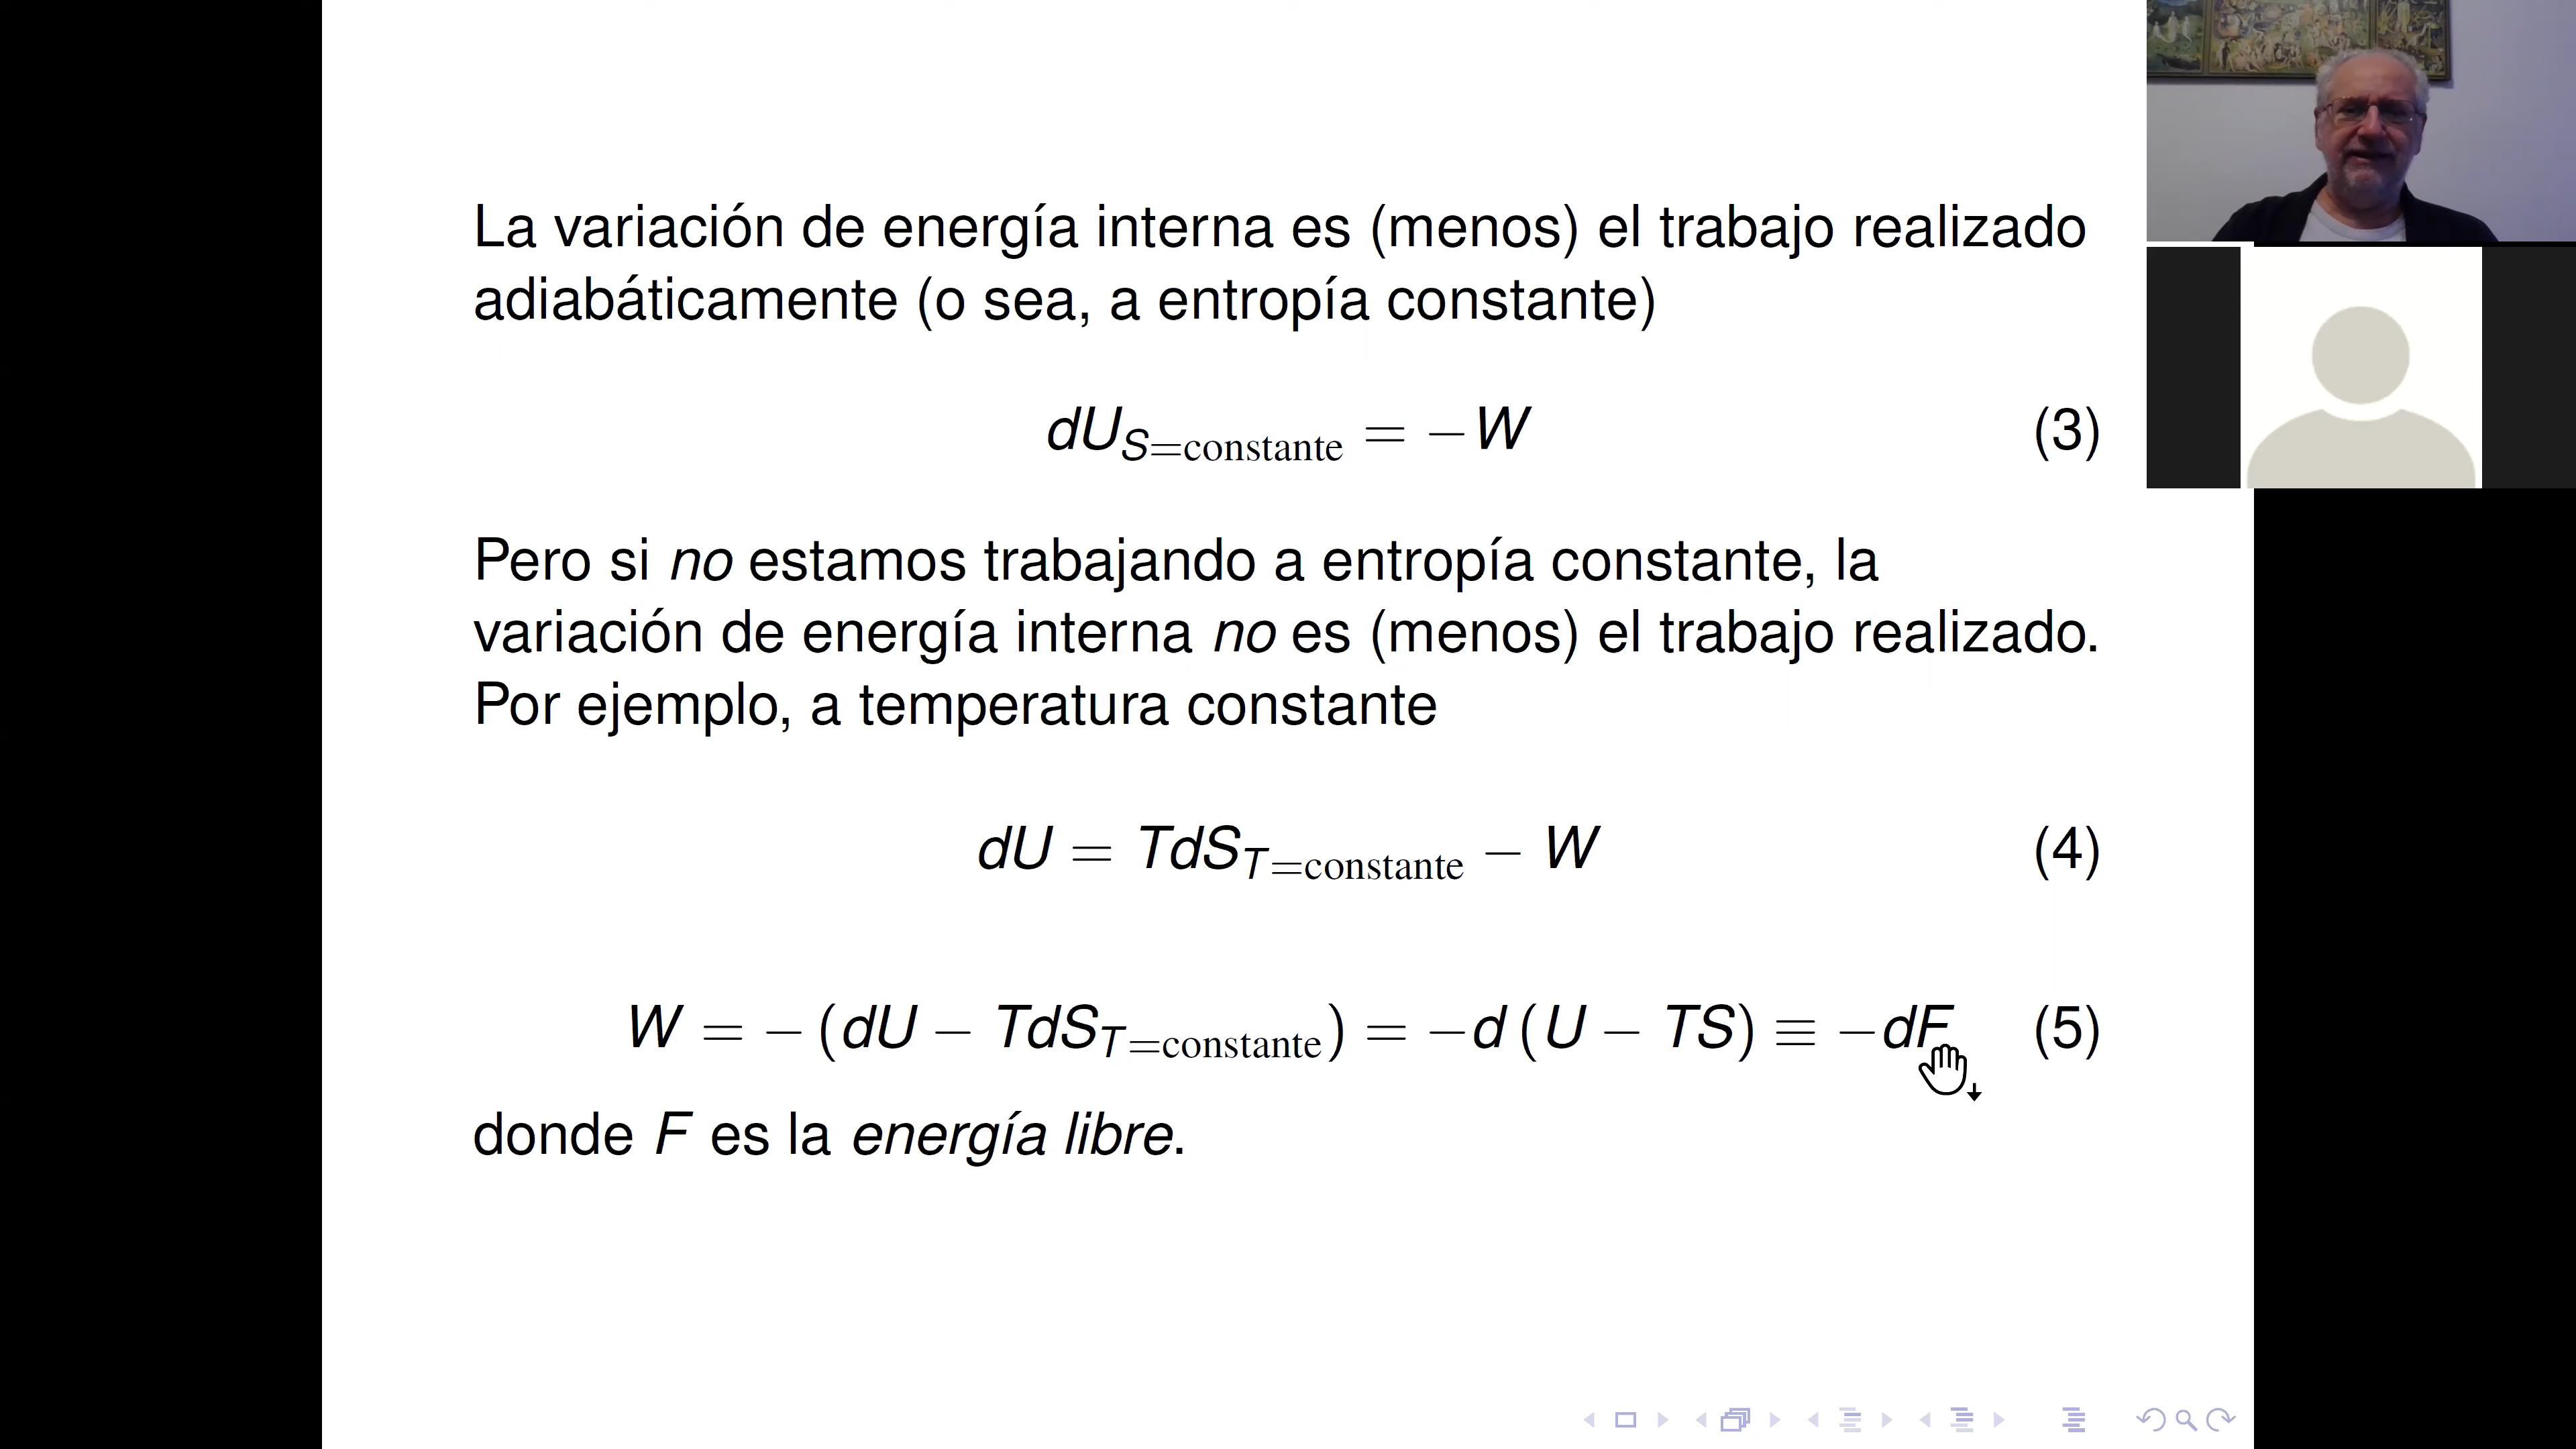 La variación de energía interna es (menos) el trabajo realizado
adiabáticamente (o sea, a entropía constante)
dU_{S=constante} = −W (3)
Pero si no estamos trabajando a entropía constante, la
variación de energía interna no es (menos) el trabajo realizado.
Por ejemplo, a temperatura constante
dU = TdS_{T=constante} − W (4)
W = − (dU − TdS_{T=constante}) = −d (U − TS) ≡ −dF (5)
donde F es la energía libre.